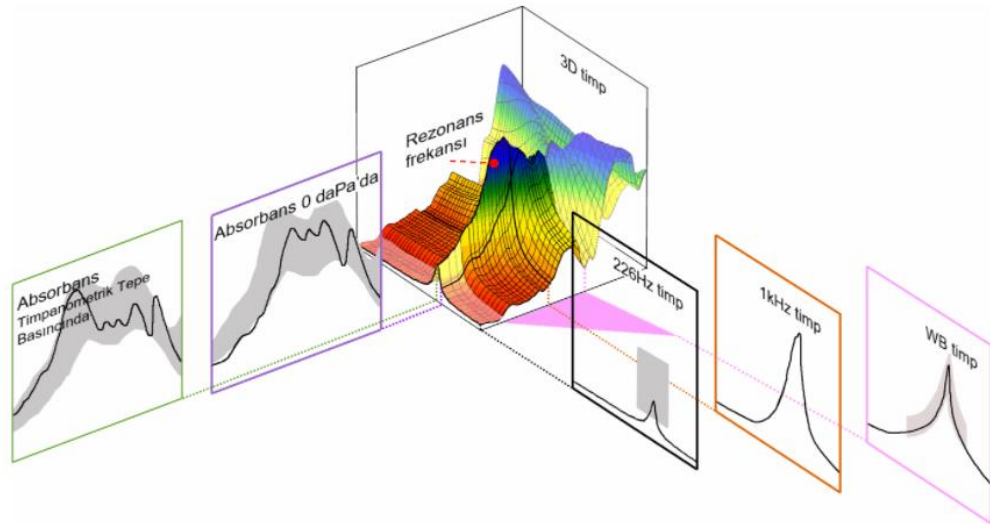 3D timp
Rezonans
frekansı
Absorbans 0 daPa'da
Absorbans
Timpanometrik Tepe
Basıncında
226Hz timp
1kHz timp
WB timp